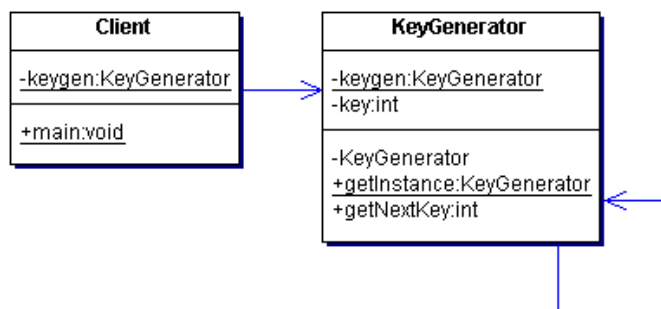 Client
-keygen:KeyGenerator
+main:void
KeyGenerator
-keygen:KeyGenerator
-key:int
-KeyGenerator
+getInstance:KeyGenerator
+getNextKey:int